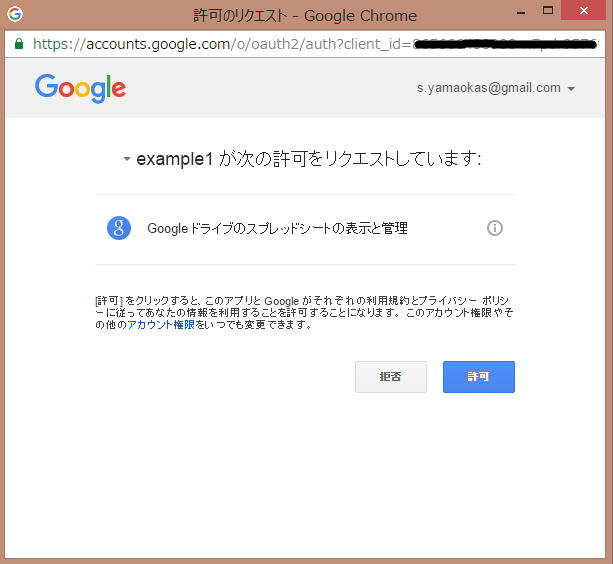 許可のリクエスト - Google Chrome
https://accounts.google.com/o/oauth2/auth?client_id=
Google
s.yamaokas@gmail.com
example1 が次の許可をリクエストしています:
Google ドライブのスプレッドシートの表示と管理
[許可] をクリックすると、このアプリと Google がそれぞれの利用規約とプライバシー ポリシ
ーに従ってあなたの情報を利用することを許可することになります。 このアカウント権限やそ
の他のアカウント権限をいつでも変更できます。
拒否
許可